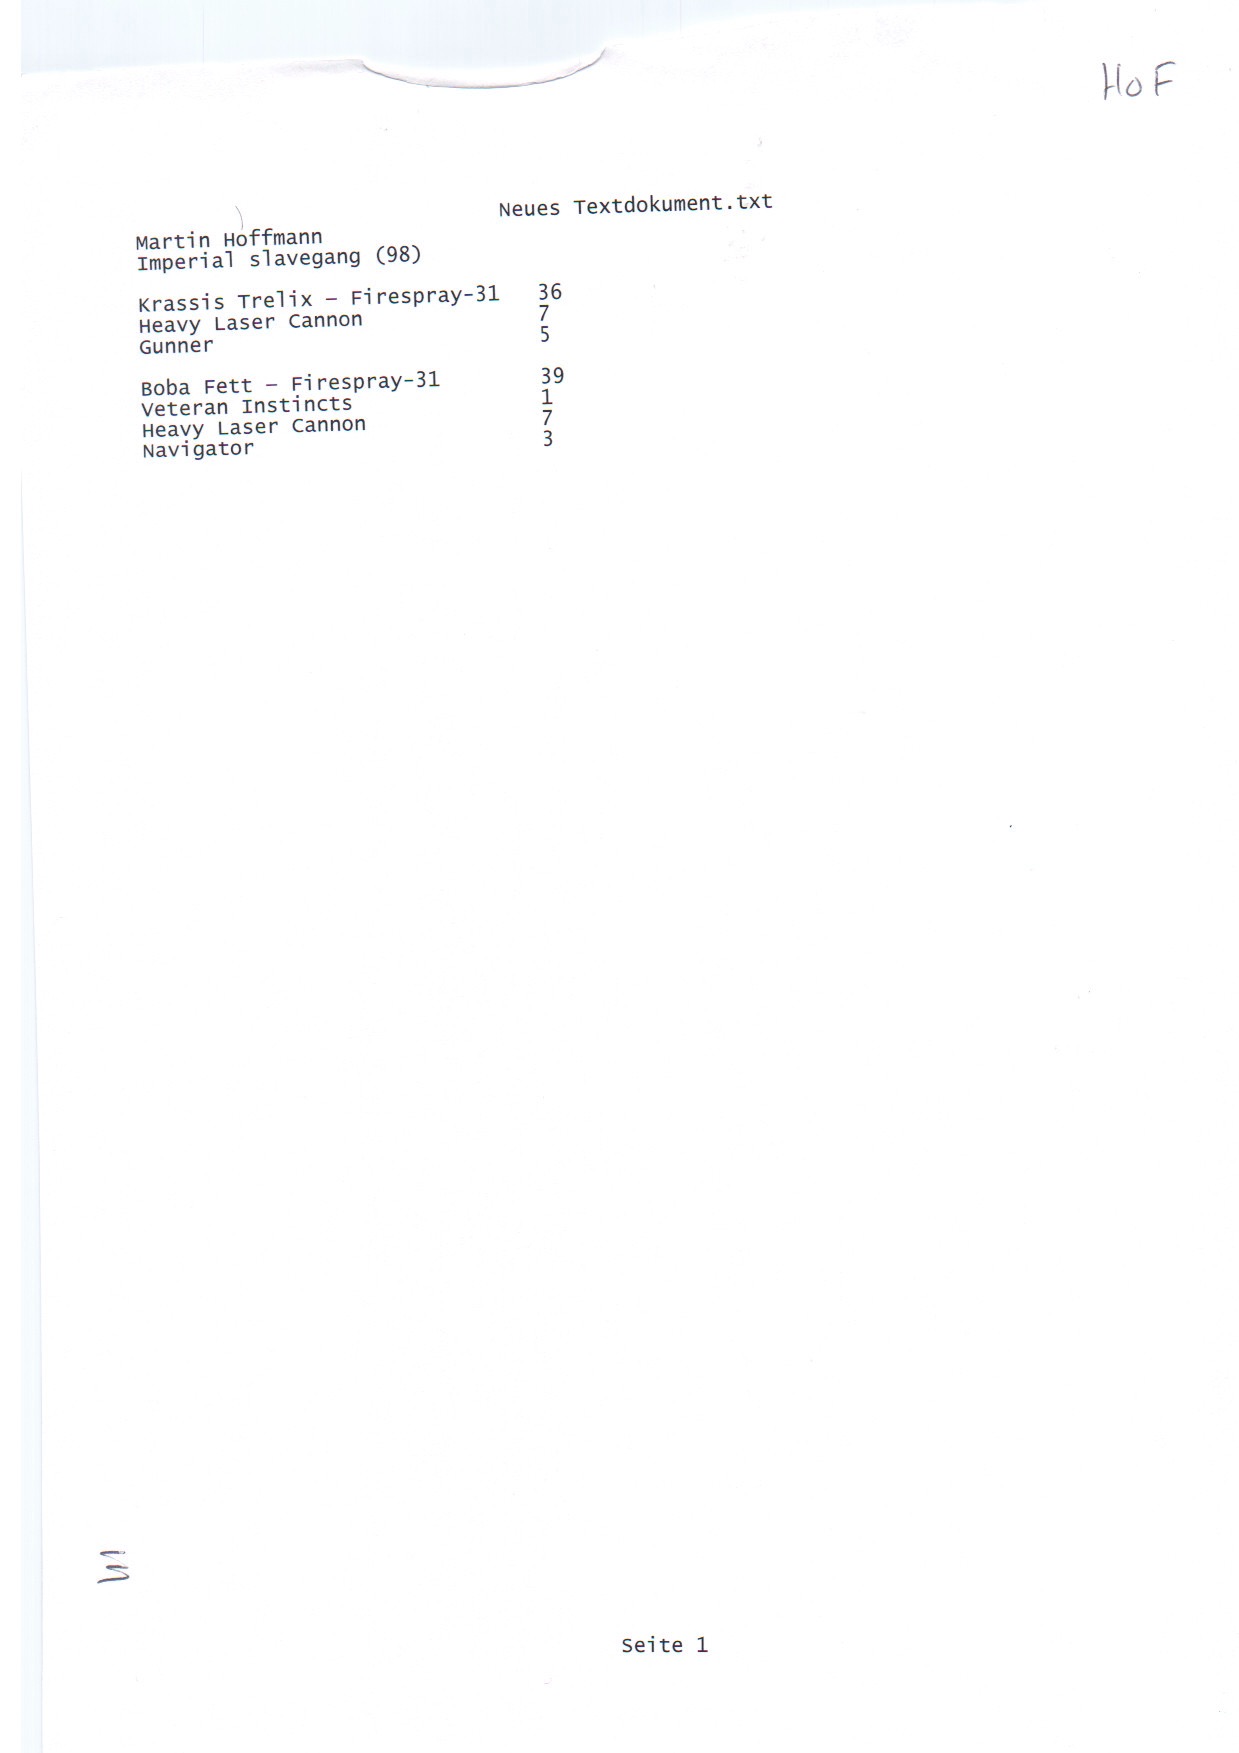 HoF
Neues Textdokument.txt
Martin Hoffmann
Imperial slavegang (98)
Krassis Trelix – Firespray-31 36
Heavy Laser Cannon 7
Gunner 5
Boba Fett – Firespray-31 39
Veteran Instincts 1
Heavy Laser Cannon 7
Navigator 3
Seite 1